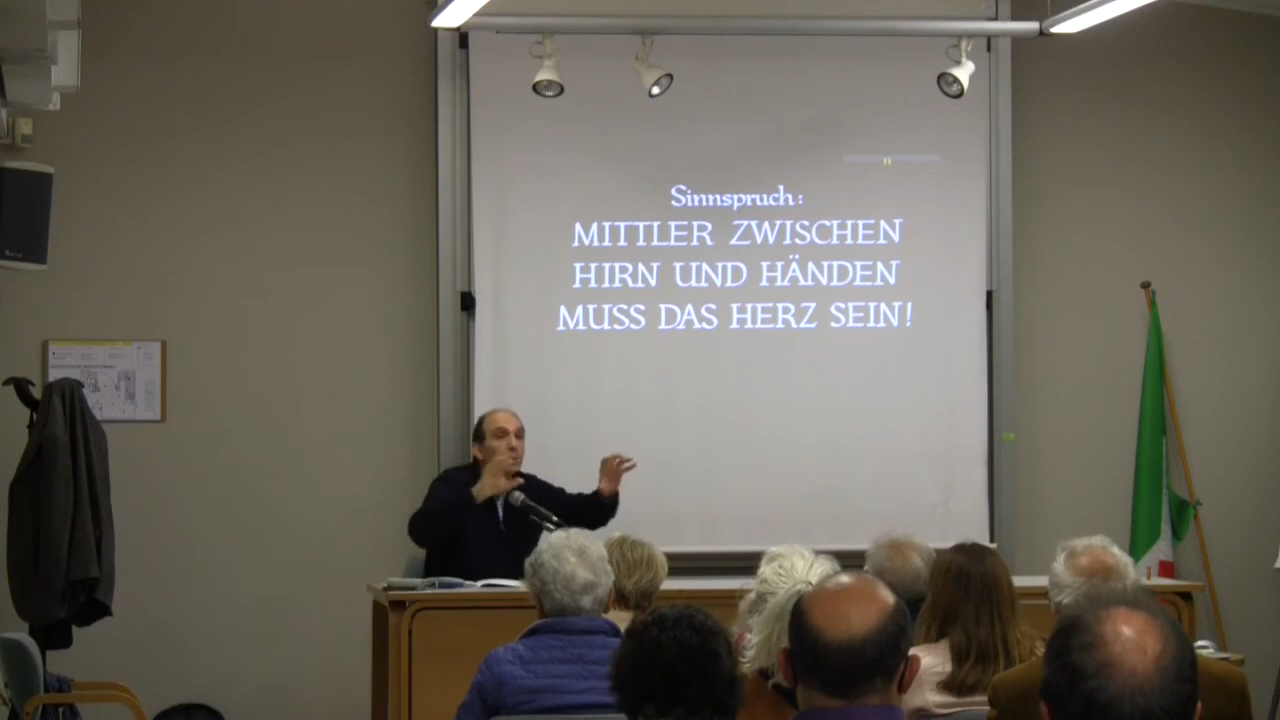 Sinnspruch:
MITTLER ZWISCHEN
HIRN UND HÄNDEN
MUSS DAS HERZ SEIN!